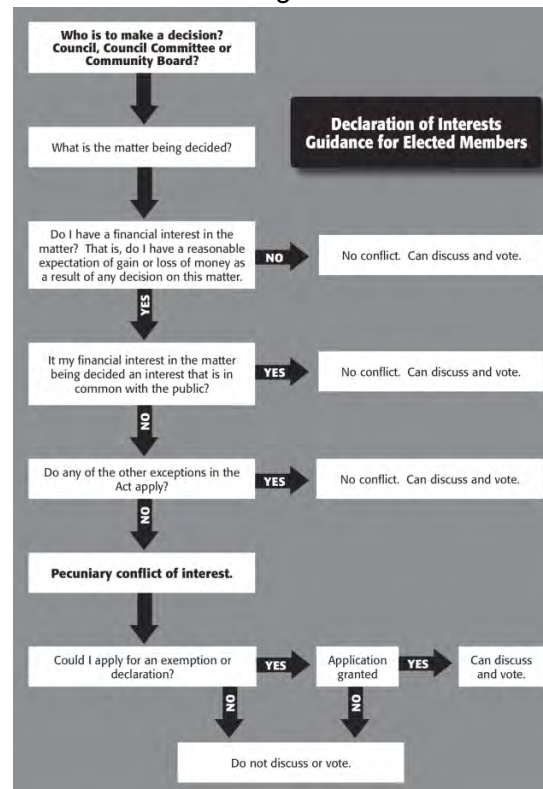 Who is to make a decision?
Council, Council Committee or
Community Board?
Declaration of Interests
Guidance for Elected Members
What is the matter being decided?
Do I have a financial interest in the
matter? That is, do I have a reasonable
expectation of gain or loss of money as
a result of any decision on this matter.
NO
No conflict. Can discuss and vote.
YES
It my financial interest in the matter
being decided an interest that is in
common with the public?
YES
No conflict. Can discuss and vote.
NO
Do any of the other exceptions in the
Act apply?
YES
No conflict. Can discuss and vote.
NO
Pecuniary conflict of interest.
Could I apply for an exemption or
declaration?
YES
Application
granted
YES
Can discuss
and vote.
NO
NO
Do not discuss or vote.